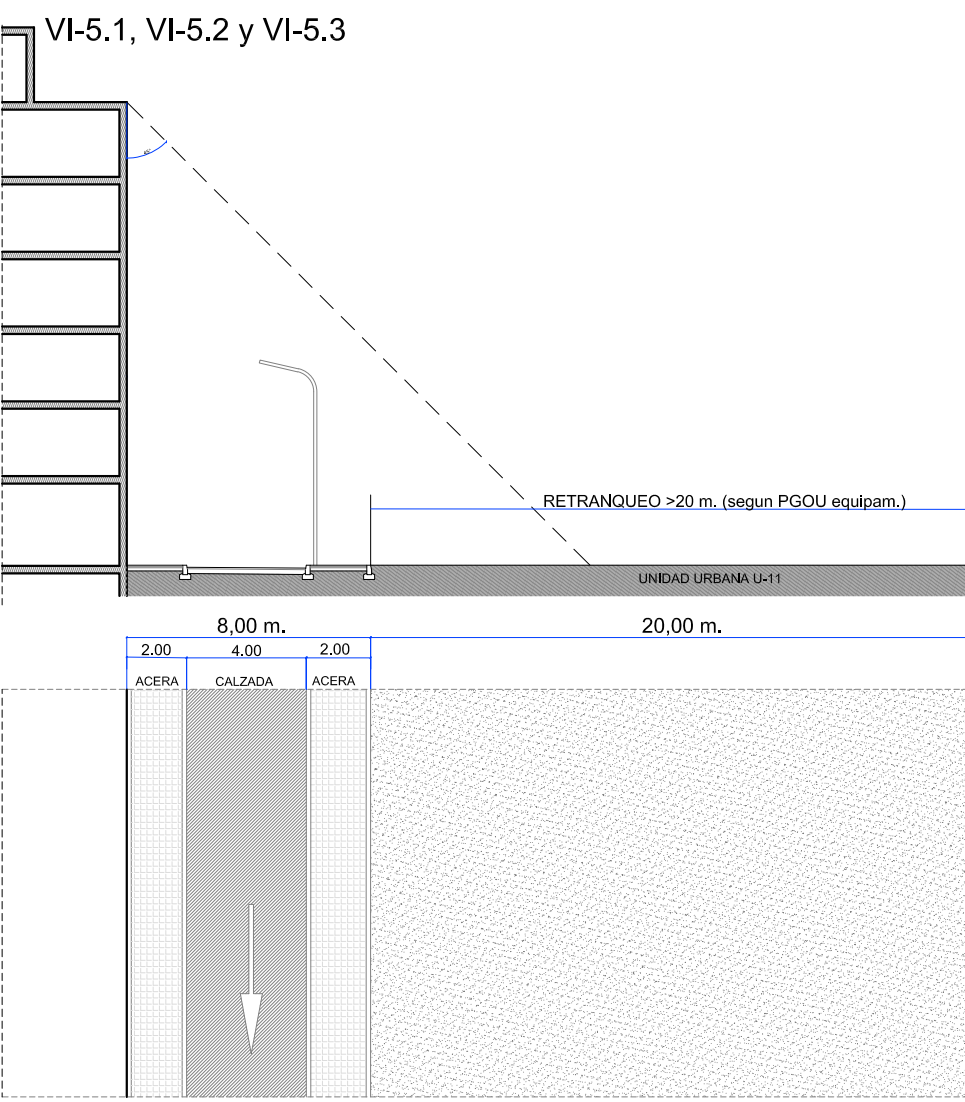 VI-5.1, VI-5.2 y VI-5.3
45°
RETRANQUEO >20 m. (segun PGOU equipam.)
UNIDAD URBANA U-11
8,00 m.
20,00 m.
2.00
4.00
2.00
ACERA
CALZADA
ACERA